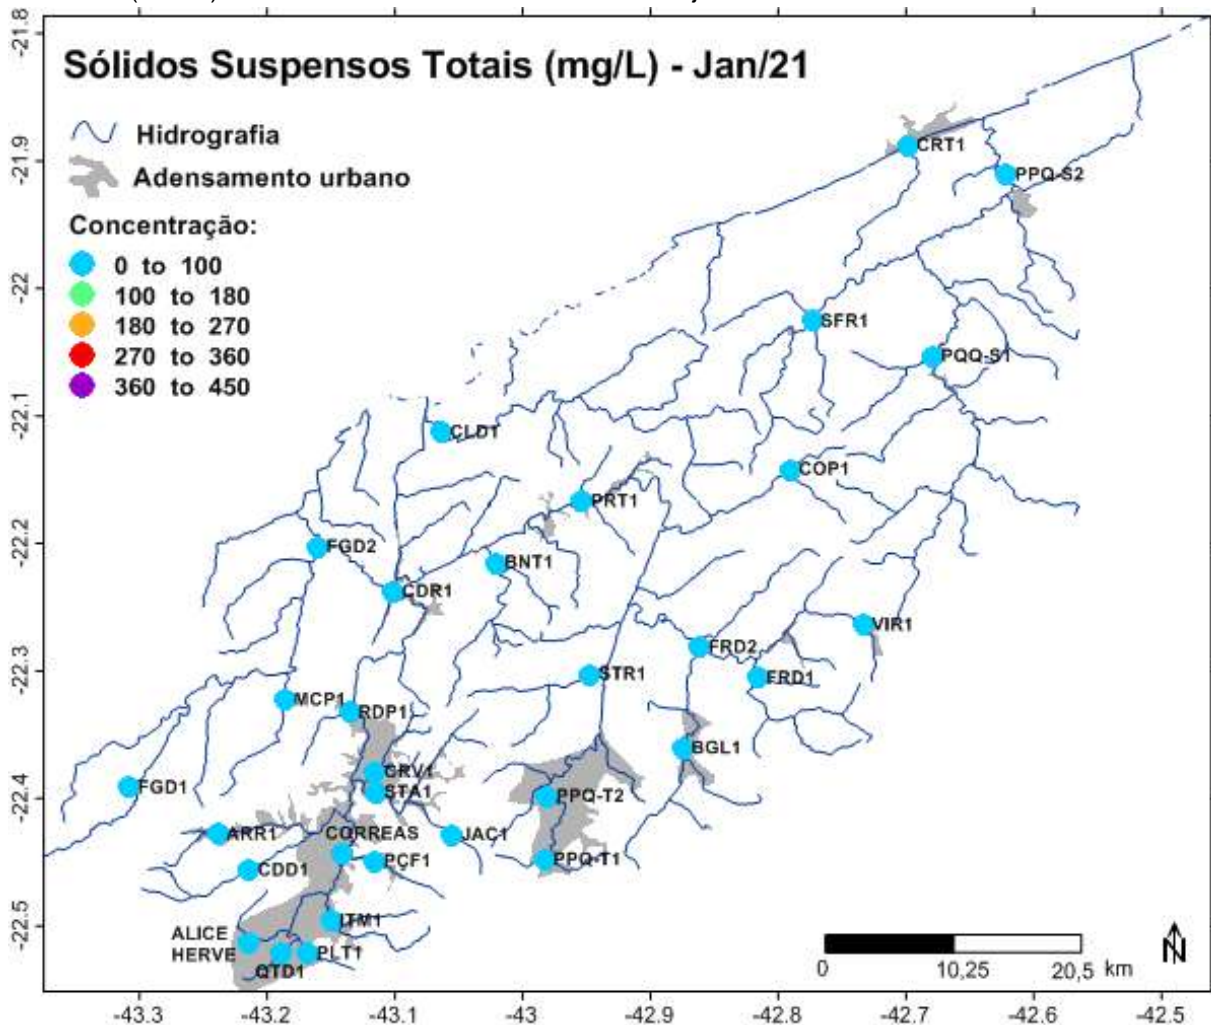 Sólidos Suspensos Totais (mg/L) - Jan/21
Hidrografia
Adensamento urbano
Concentração:
0 to 100
100 to 180
180 to 270
270 to 360
360 to 450
CRT1
PPQ-S2
SFR1
PQQ-S1
CLD1
COP1
PRT1
FGD2
BNT1
CDR1
VIR1
FRD2
STR1
FRD1
MCP1
RDP1
BGL1
CRV1
FGD1
STA1
PPQ-T2
ARR1
CORREAS
JAC1
CDD1
PÇF1
PPQ-T1
ITM1
ALICE
HERVE
PLT1
QTD1
0 10,25 20,5 km
N
-21.8
-21.9
-22
-22.1
-22.2
-22.3
-22.4
-22.5
-43.3 -43.2 -43.1 -43 -42.9 -42.8 -42.7 -42.6 -42.5